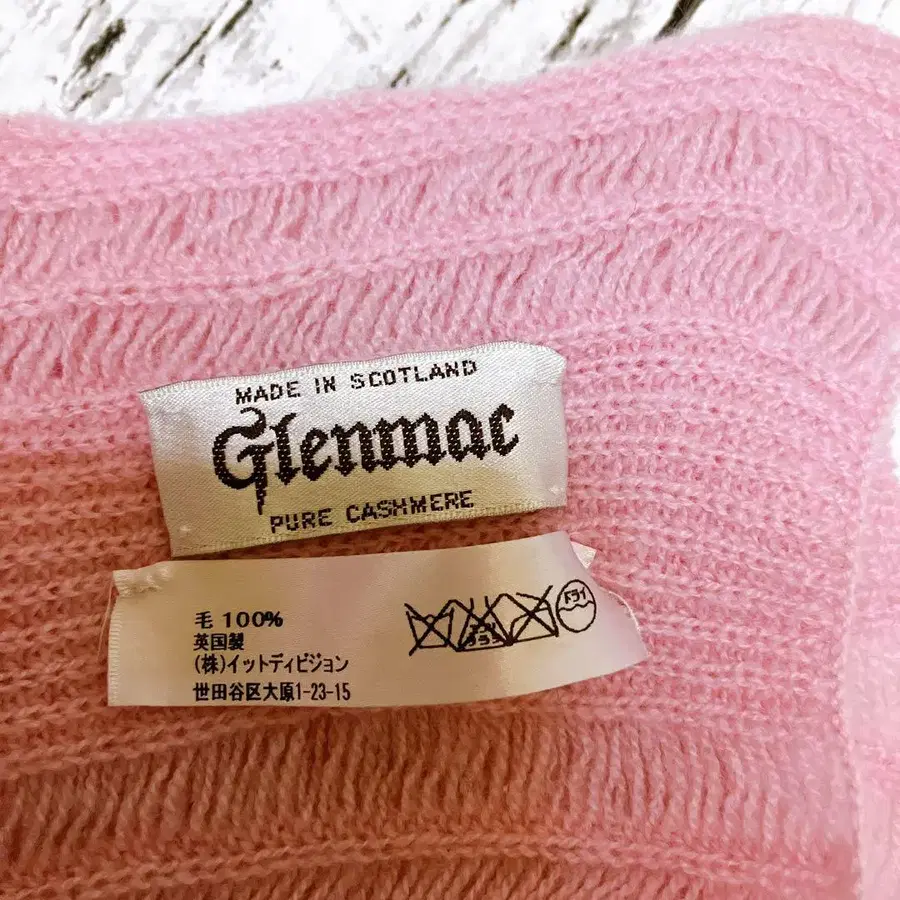 MADE IN SCOTLAND
Glenmac
PURE CASHMERE
毛 100%
英国製
(株)イットディビジョン
世田谷区大原1-23-15
ドライ